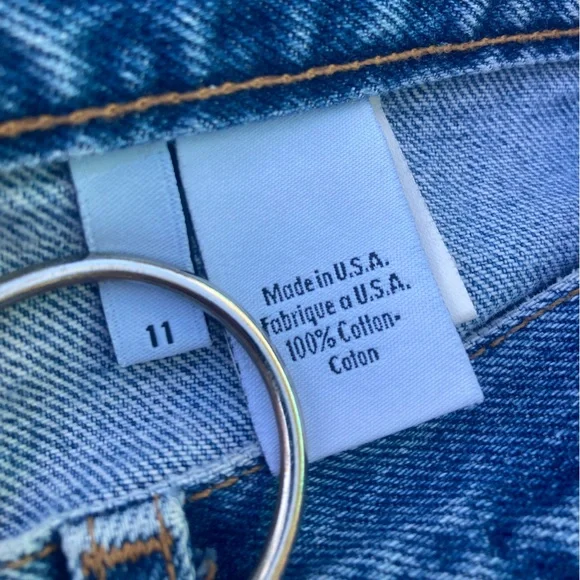 11
Made in U.S.A.
Fabrique a U.S.A.
100% Cotton-
Coton